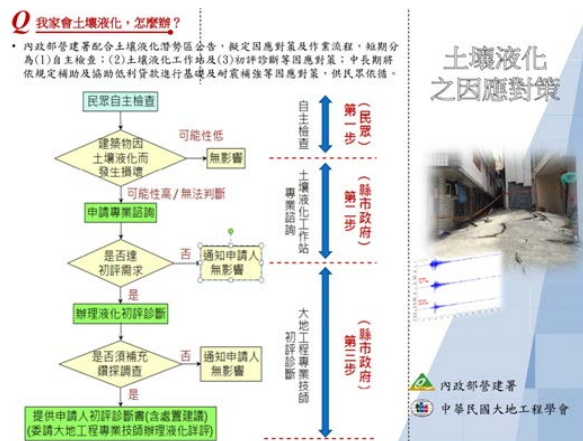 Q 我家會土壤液化，怎麼辦？
• 內政部營建署配合土壤液化潛勢區公告，擬定因應對策及作業流程，短期分
為(1)自主檢查；(2)土壤液化工作站及(3)初評診斷等因應對策；中長期將
依規定補助及協助低利貸款進行基礎及耐震補強等因應對策，供民眾依循。
民眾自主檢查
建築物因
土壤液化而
發生損壞
可能性低
無影響
可能性高/無法判斷
申請專業諮詢
是否達
初評需求
否
通知申請人
無影響
是
辦理液化初評診斷
是否須補充
鑽探調查
否
通知申請人
無影響
是
提供申請人初評診斷書(含處置建議)
(委請大地工程專業技師辦理液化詳評)
自主檢查
第一步
(民眾)
土壤液化工作站
專業諮詢
第二步
(縣市政府)
大地工程專業技師
初評診斷
第三步
(縣市政府)
土壤液化
之因應對策
內政部營建署
中華民國大地工程學會